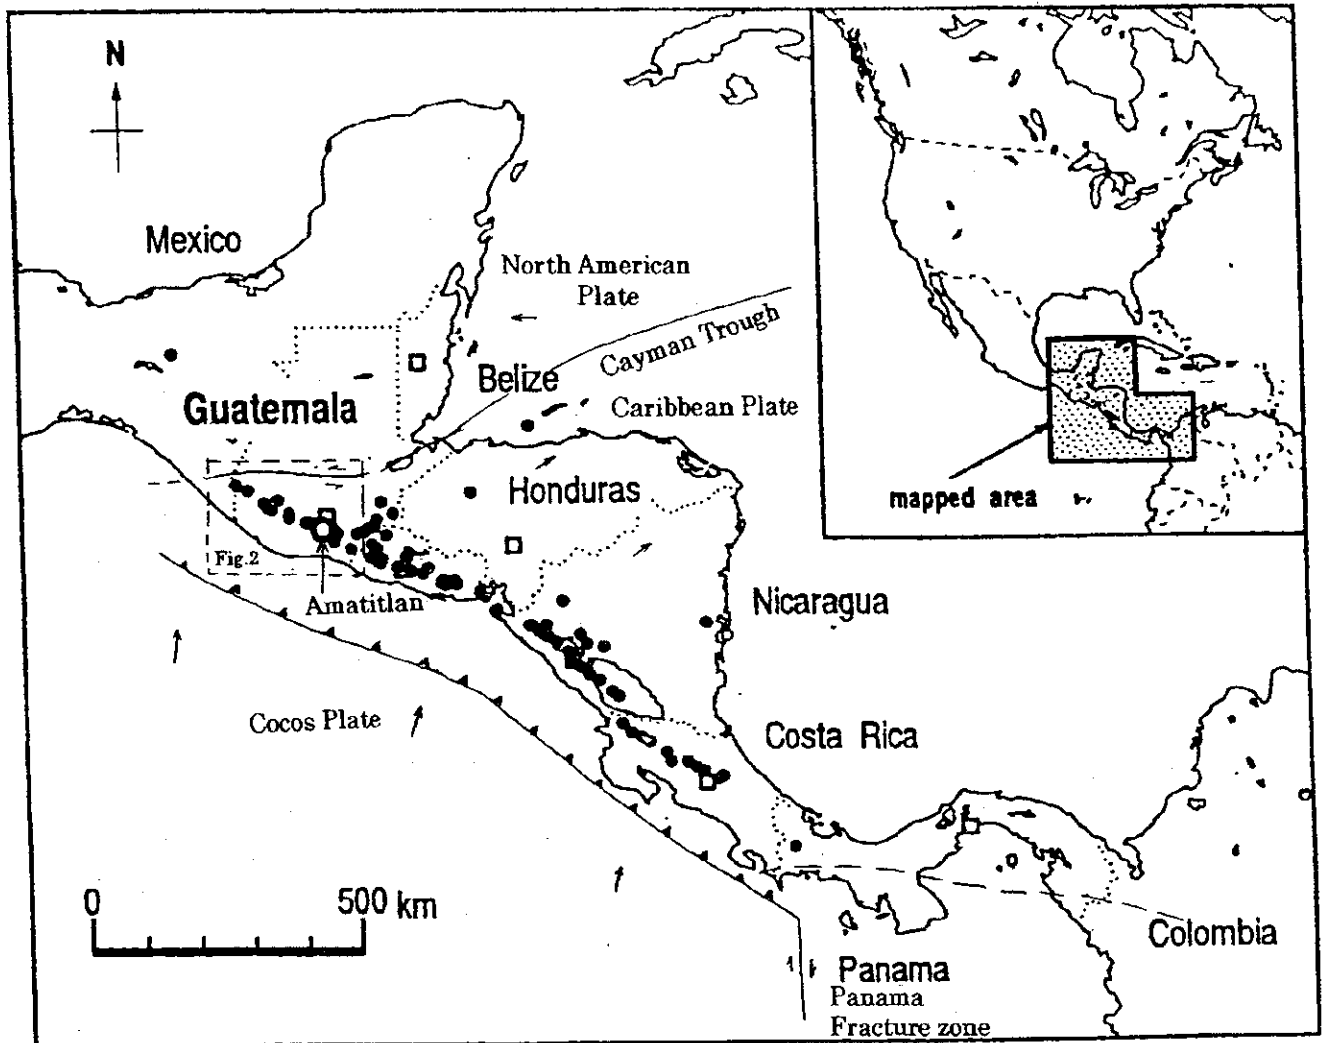 N
Mexico
North American
Plate
Cayman Trough
Belize
Caribbean Plate
Guatemala
Honduras
mapped area
Fig.2
Amatitlan
Nicaragua
Cocos Plate
Costa Rica
0 500 km
Colombia
Panama
Panama
Fracture zone